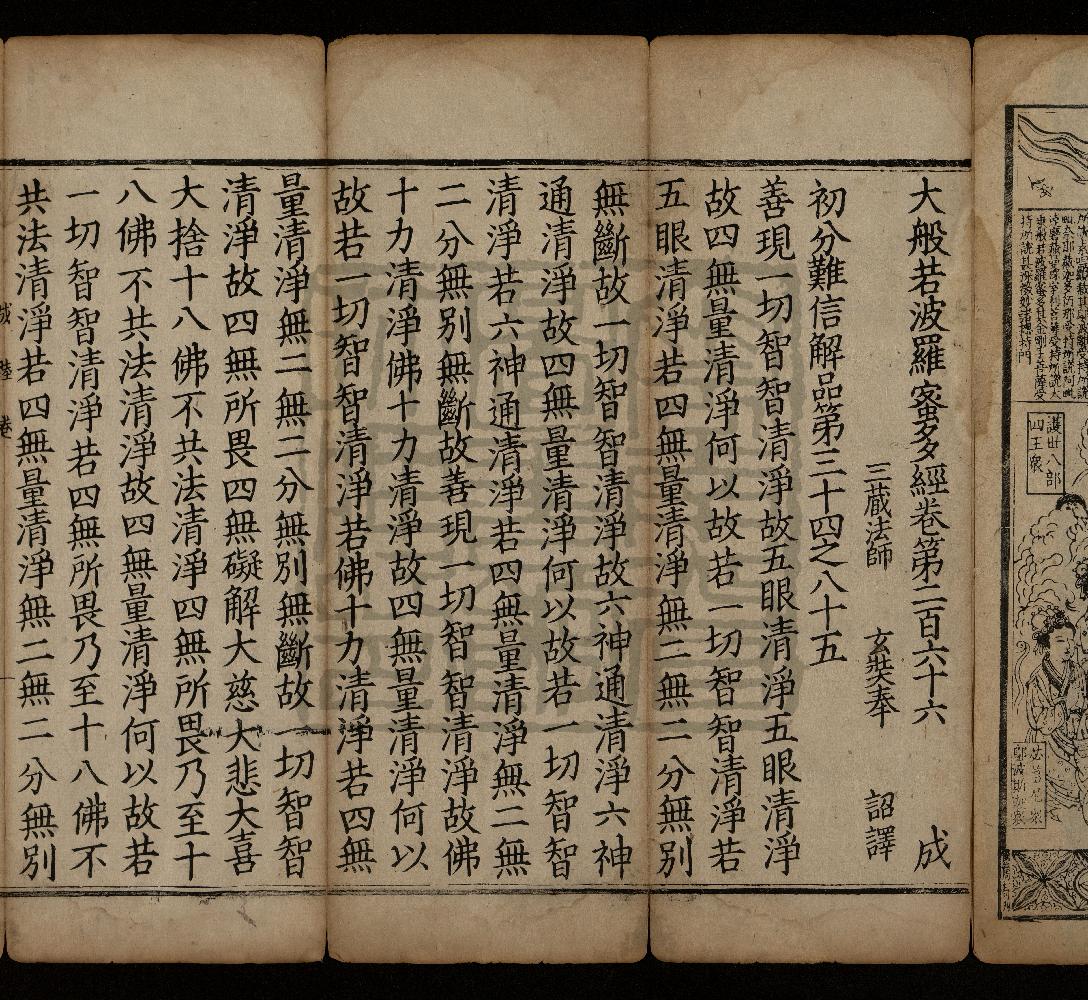 大般若波羅蜜多經卷第二百六十六 成
三藏法師 玄奘奉 詔譯
初分難信解品第三十四之八十五
善現一切智智清淨故五眼清淨五眼清淨
故四無量清淨何以故若一切智智清淨若
五眼清淨若四無量清淨無二無二分無別
無斷故一切智智清淨故六神通清淨六神
通清淨故四無量清淨何以故若一切智智
清淨若六神通清淨若四無量清淨無二無
二分無別無斷故善現一切智智清淨故佛
十力清淨佛十力清淨故四無量清淨何以
故若一切智智清淨若佛十力清淨若四無
量清淨無二無二分無別無斷故一切智智
清淨故四無所畏四無礙解大慈大悲大喜
大捨十八佛不共法清淨四無所畏乃至十
八佛不共法清淨故四無量清淨何以故若
一切智智清淨若四無所畏乃至十八佛不
共法清淨若四無量清淨無二無二分無別
護世八部
四王衆